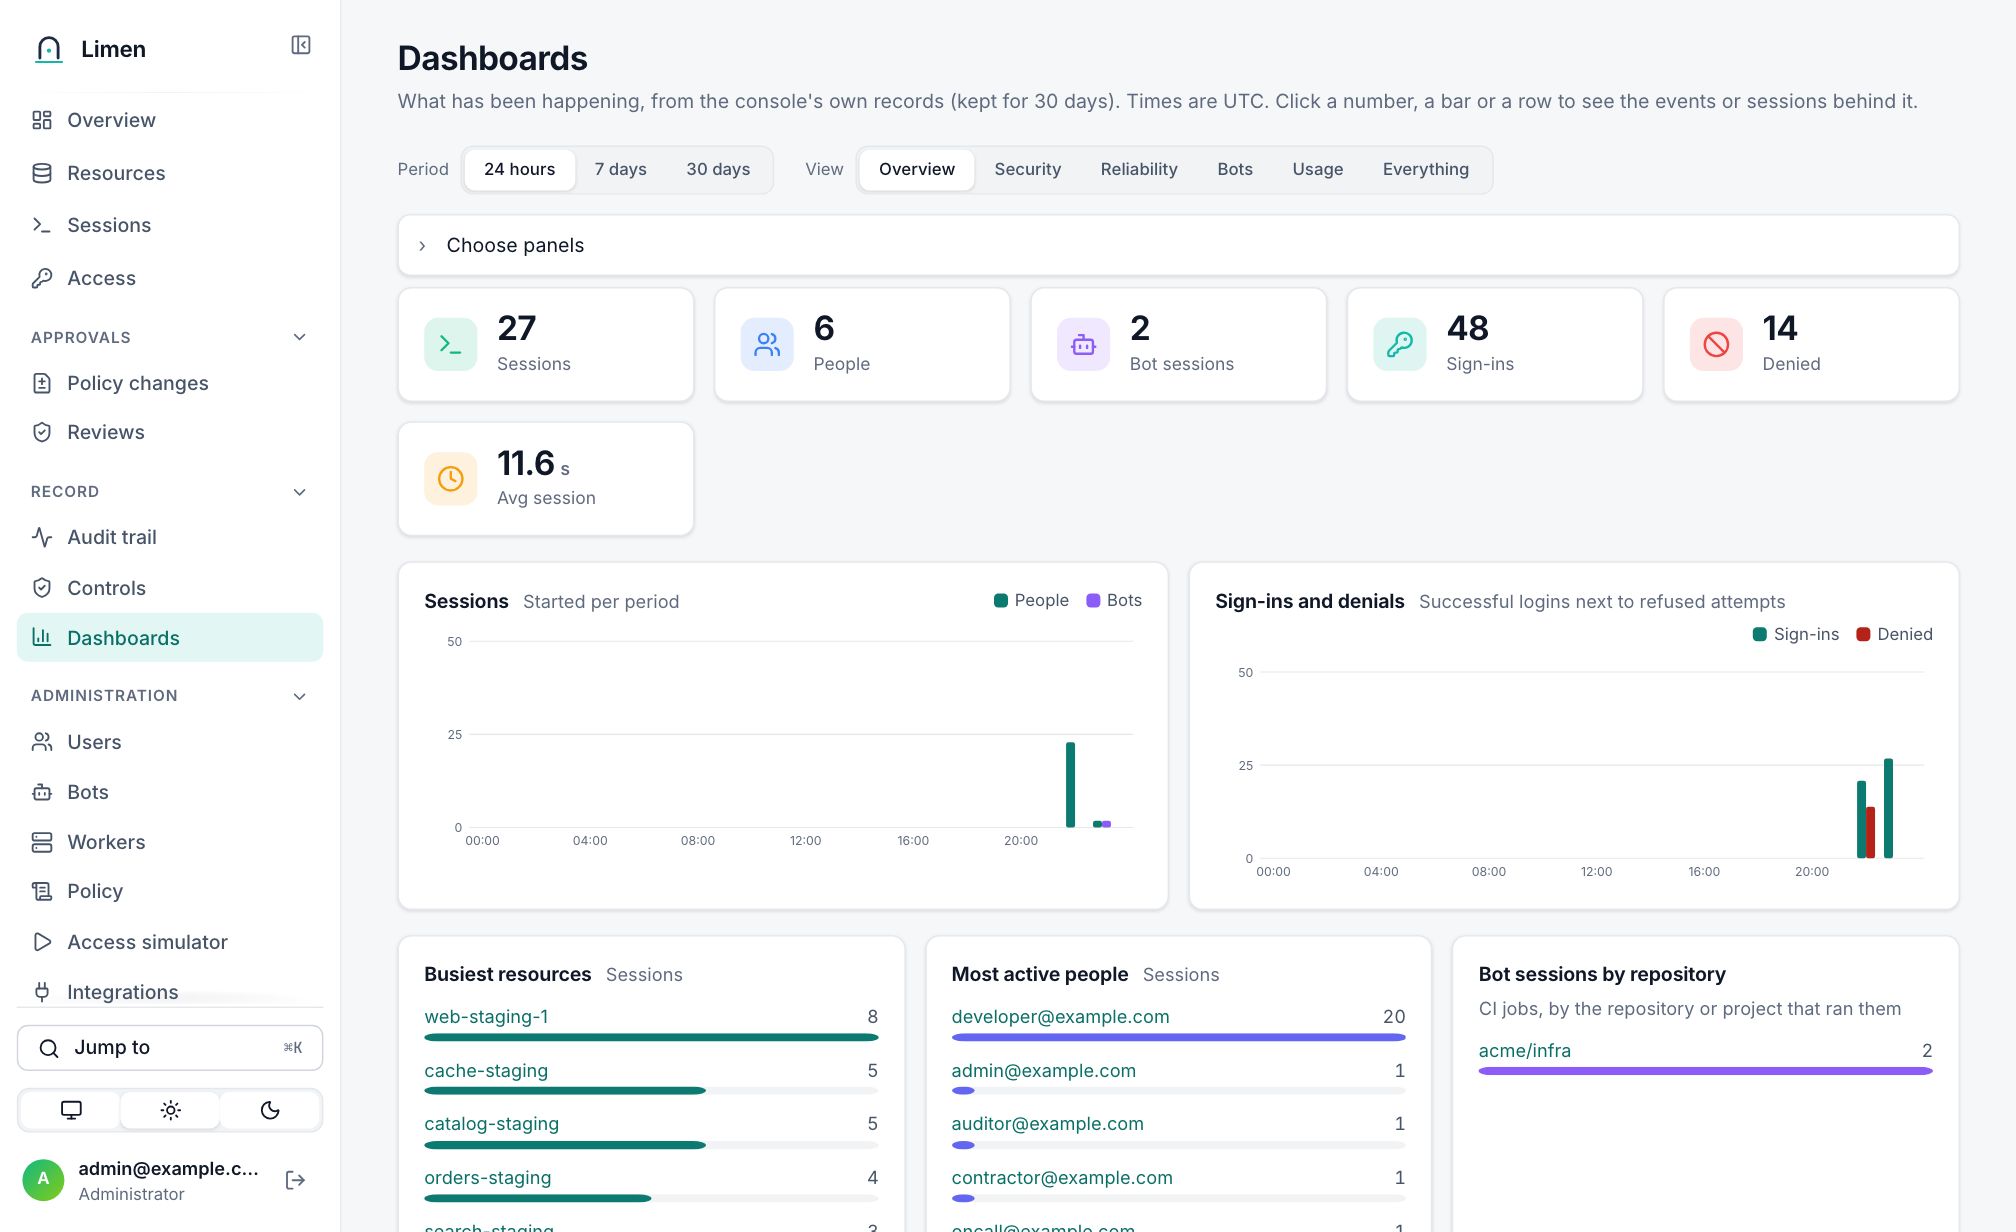 Limen
Overview
Resources
Sessions
Access
APPROVALS
Policy changes
Reviews
RECORD
Audit trail
Controls
Dashboards
ADMINISTRATION
Users
Bots
Workers
Policy
Access simulator
Integrations
Jump to ⌘K
A
admin@example.c...
Administrator
Dashboards
What has been happening, from the console's own records (kept for 30 days). Times are UTC. Click a number, a bar or a row to see the events or sessions behind it.
Period 24 hours 7 days 30 days View Overview Security Reliability Bots Usage Everything
Choose panels
27
Sessions
6
People
2
Bot sessions
48
Sign-ins
14
Denied
11.6 s
Avg session
Sessions Started per period
People Bots
50
25
0
00:00 04:00 08:00 12:00 16:00 20:00
Sign-ins and denials Successful logins next to refused attempts
Sign-ins Denied
50
25
0
00:00 04:00 08:00 12:00 16:00 20:00
Busiest resources Sessions
web-staging-1 8
cache-staging 5
catalog-staging 5
orders-staging 4
search-staging 3
Most active people Sessions
developer@example.com 20
admin@example.com 1
auditor@example.com 1
contractor@example.com 1
oncall@example.com 1
Bot sessions by repository
CI jobs, by the repository or project that ran them
acme/infra 2